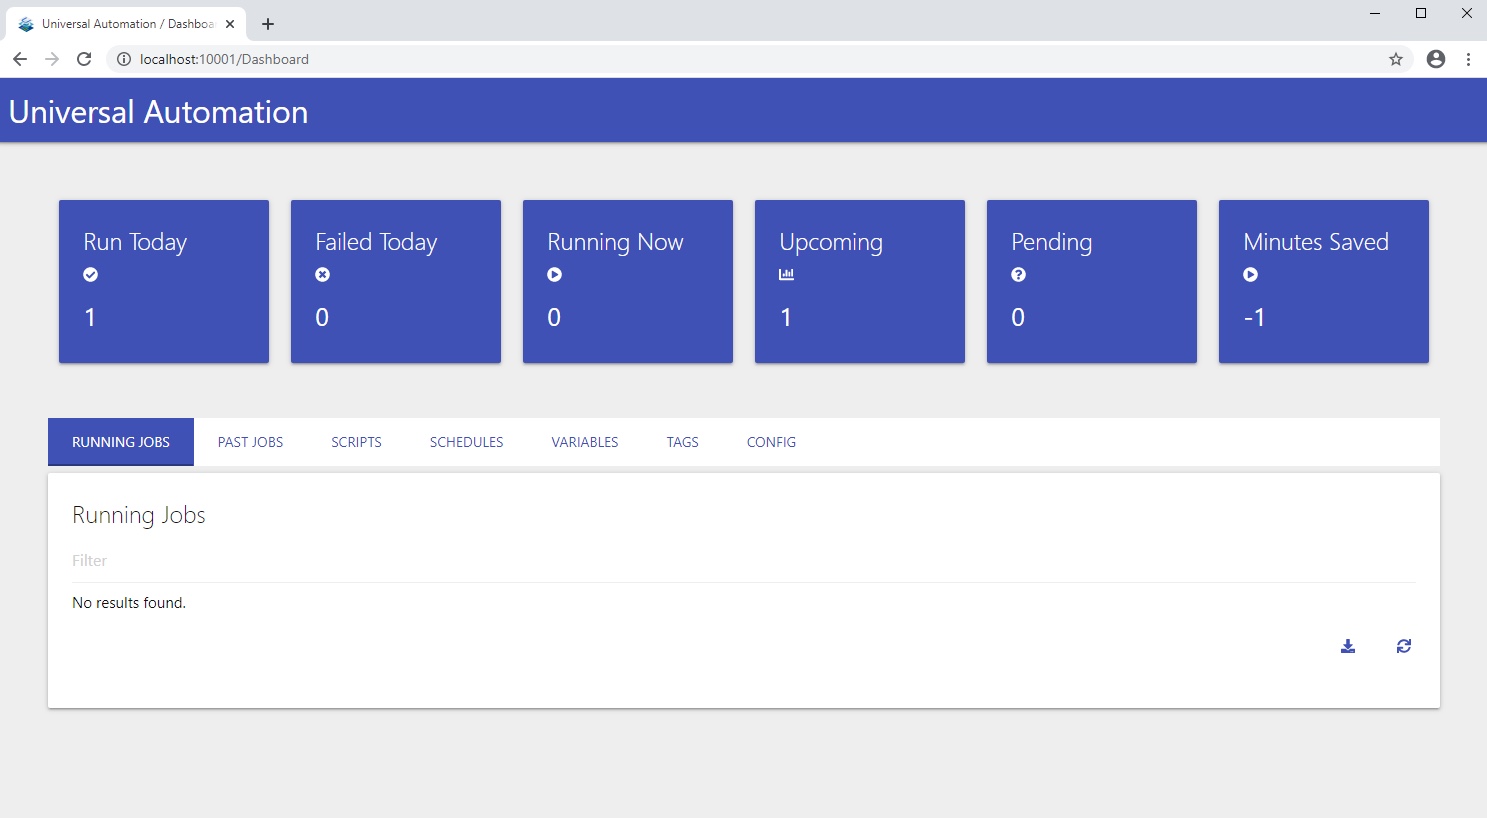 Universal Automation / Dashboa
localhost:10001/Dashboard
Universal Automation
Run Today
1
Failed Today
0
Running Now
0
Upcoming
1
Pending
0
Minutes Saved
-1
RUNNING JOBS PAST JOBS SCRIPTS SCHEDULES VARIABLES TAGS CONFIG
Running Jobs
Filter
No results found.